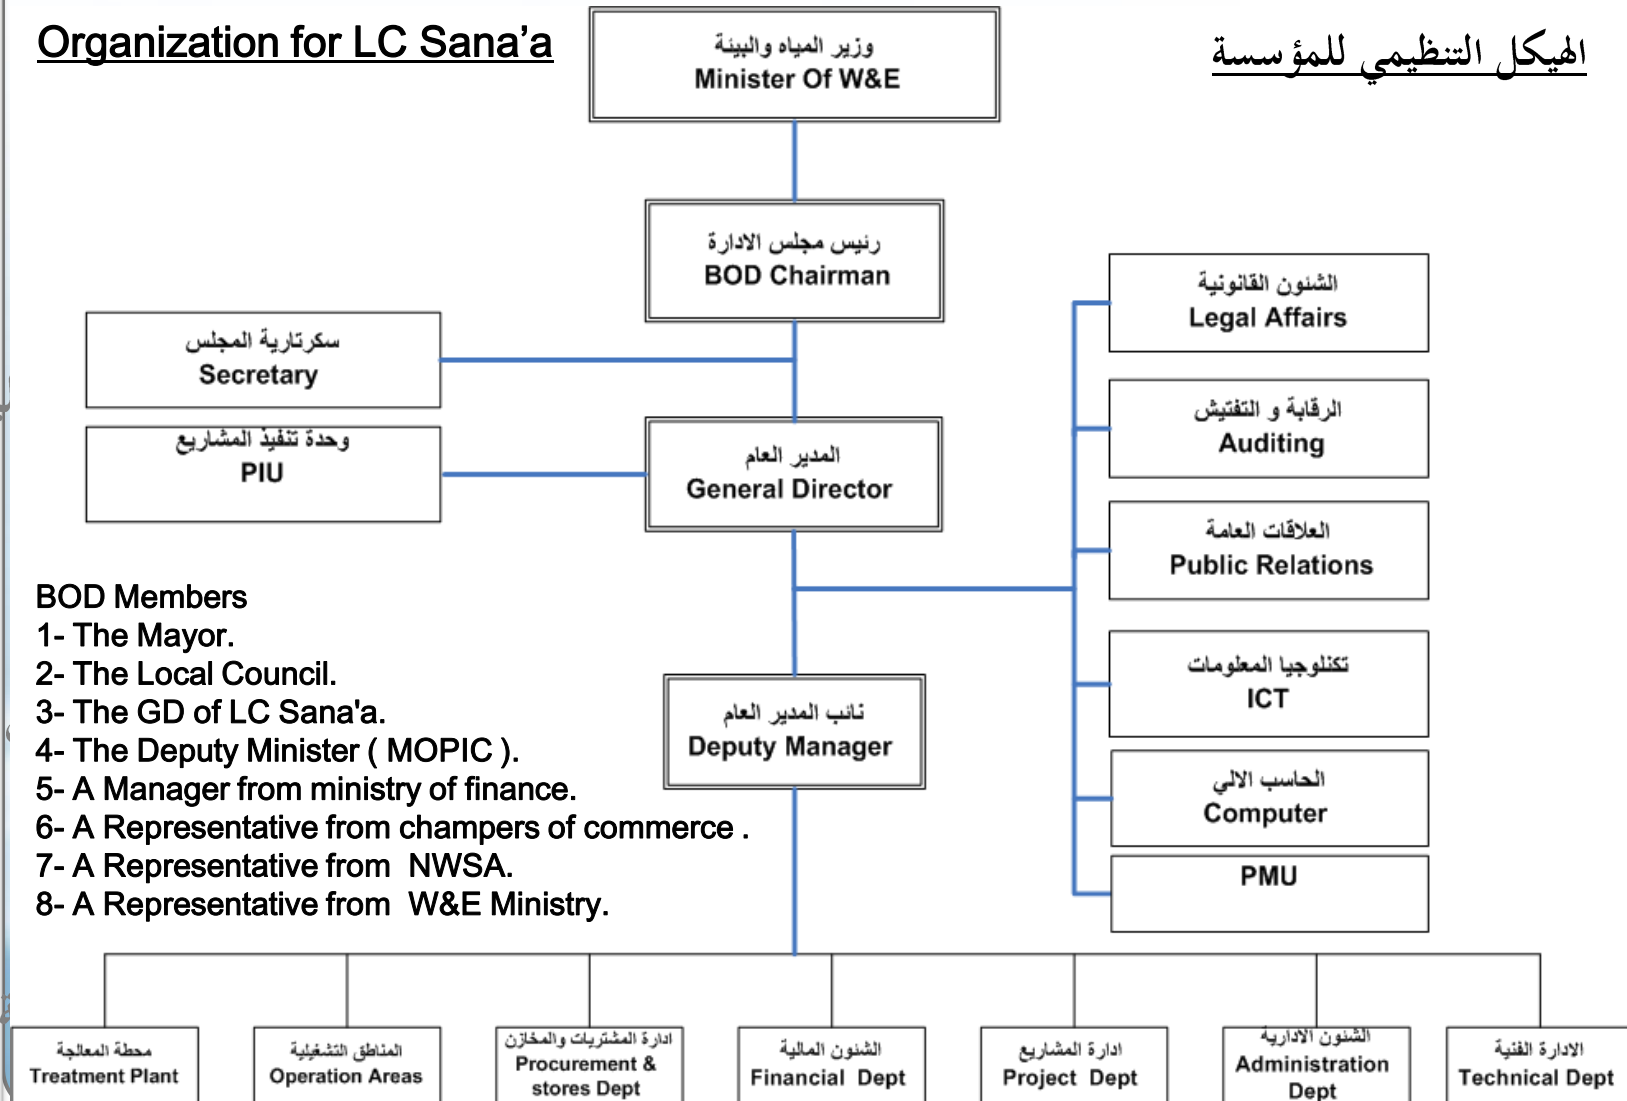 Organization for LC Sana’a
الهيكل التنظيمي للمؤسسة
وزير المياه والبيئة
Minister Of W&E
رئيس مجلس الادارة
BOD Chairman
سكرتارية المجلس
Secretary
وحدة تنفيذ المشاريع
PIU
المدير العام
General Director
الشئون القانونية
Legal Affairs
الرقابة و التفتيش
Auditing
العلاقات العامة
Public Relations
تكنلوجيا المعلومات
ICT
الحاسب الالي
Computer
PMU
نائب المدير العام
Deputy Manager
BOD Members
1- The Mayor.
2- The Local Council.
3- The GD of LC Sana'a.
4- The Deputy Minister ( MOPIC ).
5- A Manager from ministry of finance.
6- A Representative from champers of commerce .
7- A Representative from  NWSA.
8- A Representative from  W&E Ministry.
محطة المعالجة
Treatment Plant
المناطق التشغيلية
Operation Areas
ادارة المشتريات والمخازن
Procurement &
stores Dept
الشئون المالية
Financial  Dept
ادارة المشاريع
Project  Dept
الشئون الادارية
Administration
Dept
الادارة الفنية
Technical Dept